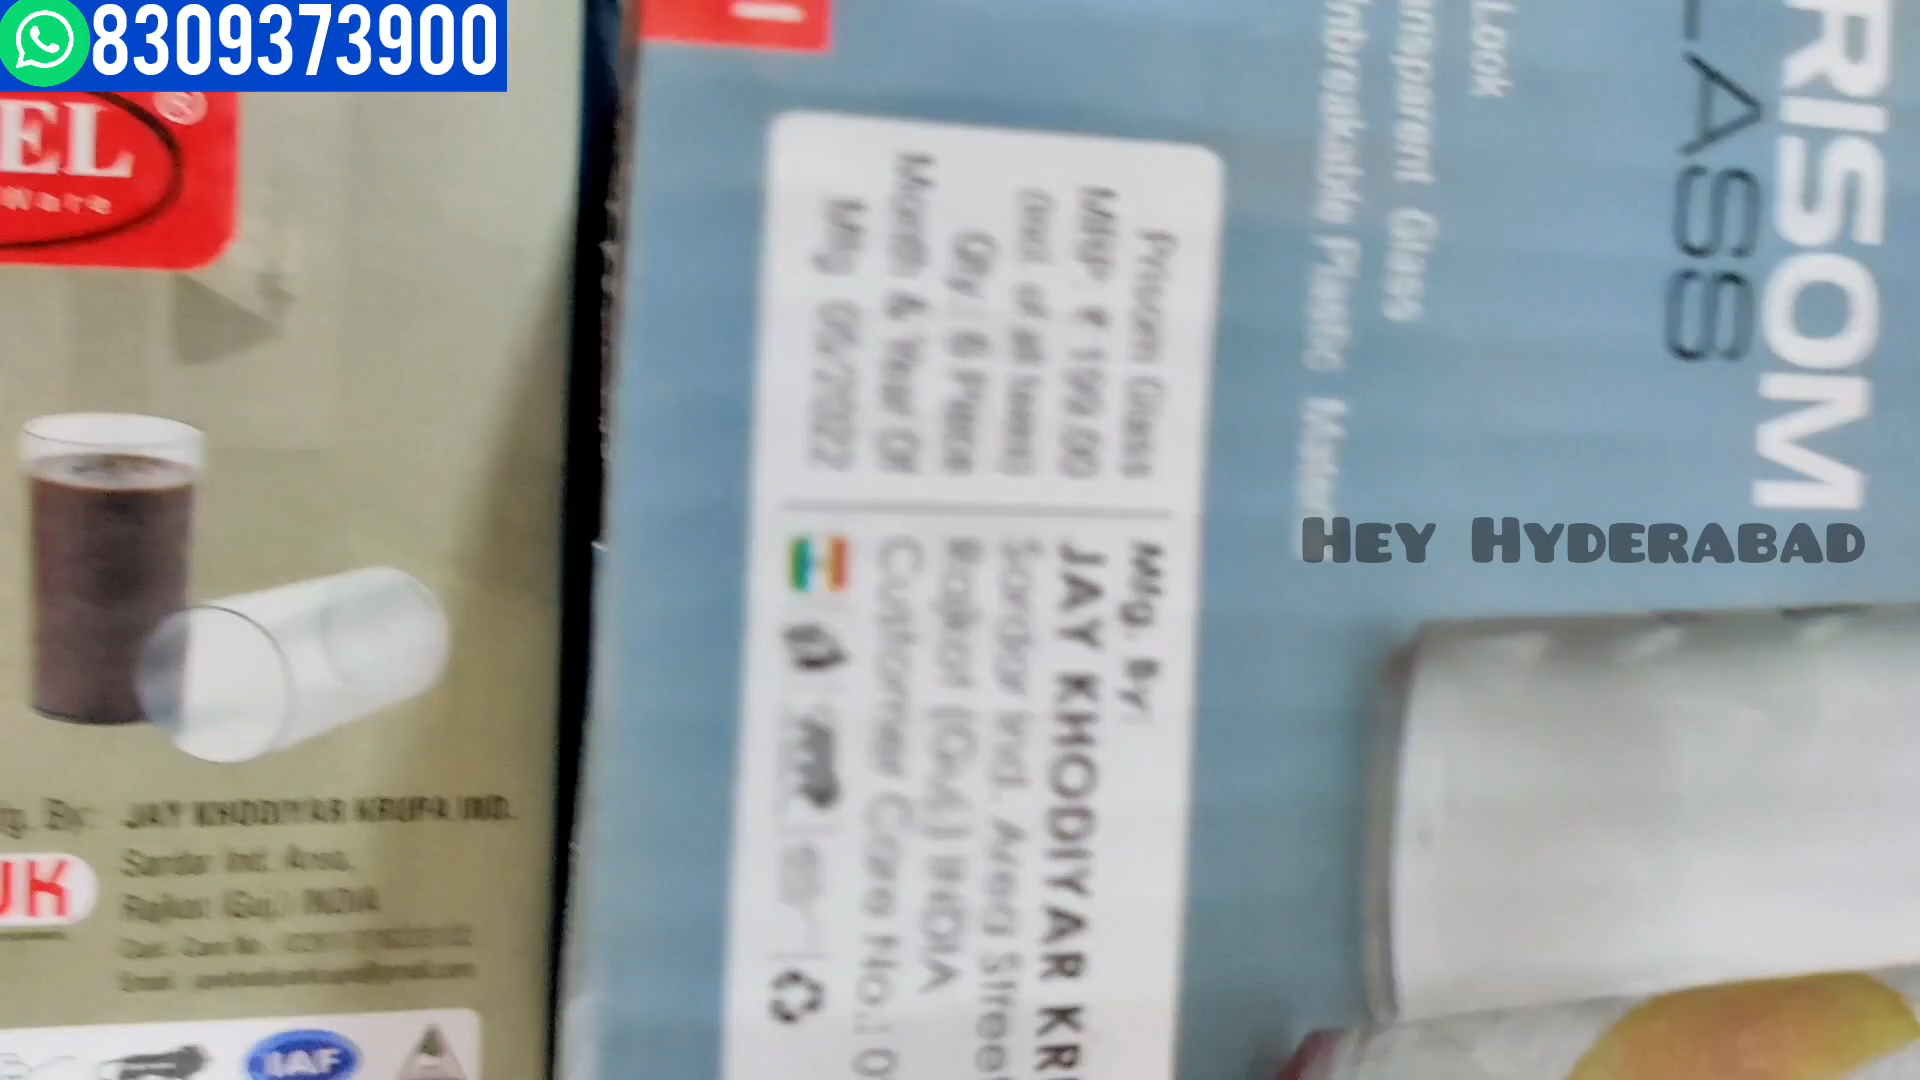 8309373900
EL
Ware
Mfg. By: JAY KHODIYAR KRUPA IND.
Sardar Ind. Area,
Rajkot (Guj.) INDIA
UK
IAF
RISOM
LASS
Look
ansparent Glass
Unbreakable Plastic Mater
Prisom Glass
MRP. ₹ 199.00
(Incl. of all taxes)
Qty. : 6 Piece
Month & Year Of
Mfg. 05/2022
Mfg. By:
JAY KHODIYAR KR
Sardar Ind. Area Street
Rajkot (Guj.) INDIA
Customer Care No.: 0
HEY HYDERABAD